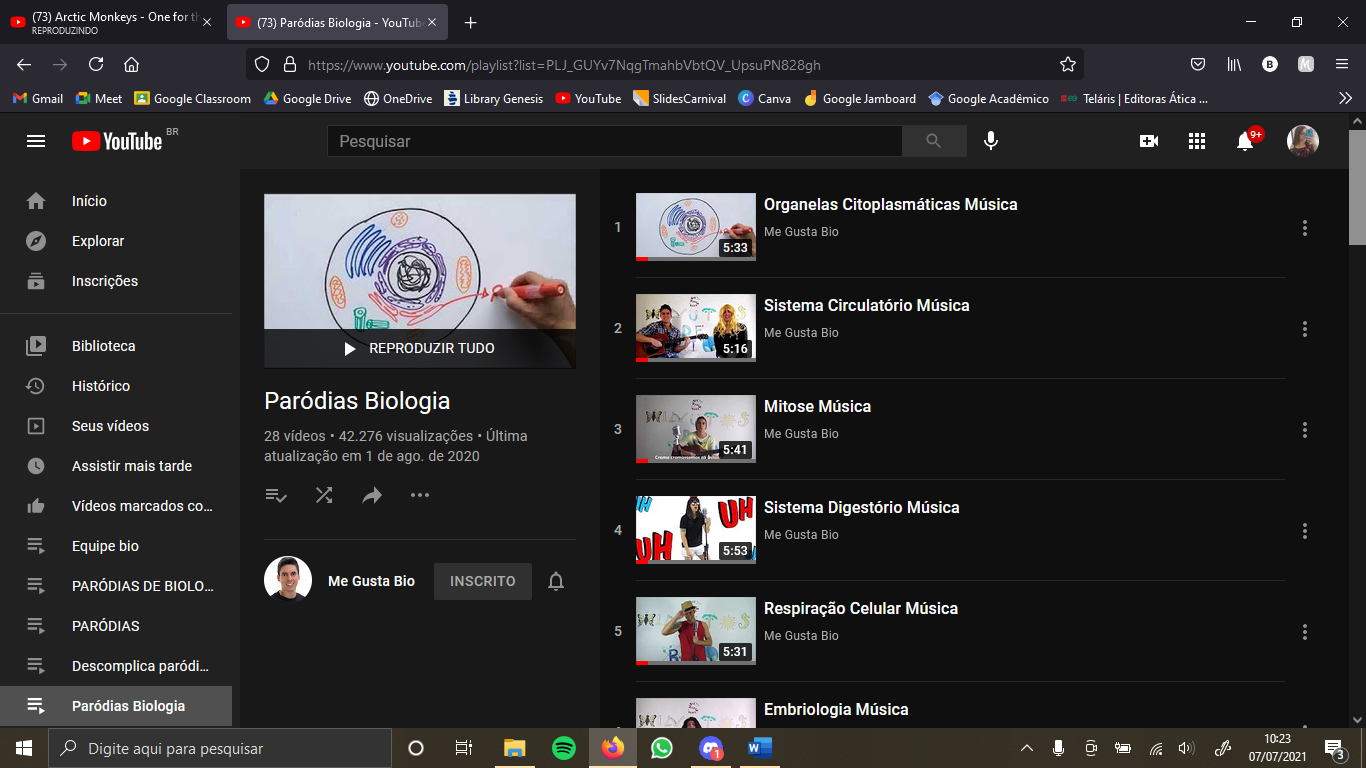 (73) Arctic Monkeys - One for th
REPRODUZINDO
(73) Paródias Biologia - YouTube
https://www.youtube.com/playlist?list=PLJ_GUYv7NqgTmahbVbtQV_UpsuPN828gh
B
M
Gmail
Meet
Google Classroom
Google Drive
OneDrive
Library Genesis
YouTube
SlidesCarnival
Canva
Google Jamboard
Google Acadêmico
Teláris | Editoras Ática ...
YouTube BR
Pesquisar
9+
Início
Explorar
Inscrições
Biblioteca
Histórico
Seus vídeos
Assistir mais tarde
Vídeos marcados co...
Equipe bio
PARÓDIAS DE BIOLO...
PARÓDIAS
Descomplica paródi...
Paródias Biologia
REPRODUZIR TUDO
Paródias Biologia
28 vídeos • 42.276 visualizações • Última
atualização em 1 de ago. de 2020
Me Gusta Bio
INSCRITO
1
5:33
Organelas Citoplasmáticas Música
Me Gusta Bio
2
5:16
Sistema Circulatório Música
Me Gusta Bio
3
5:41
Mitose Música
Me Gusta Bio
4
UH
UH
UH
5:53
Sistema Digestório Música
Me Gusta Bio
5
5:31
Respiração Celular Música
Me Gusta Bio
Embriologia Música
Digite aqui para pesquisar
1
10:23
07/07/2021
3